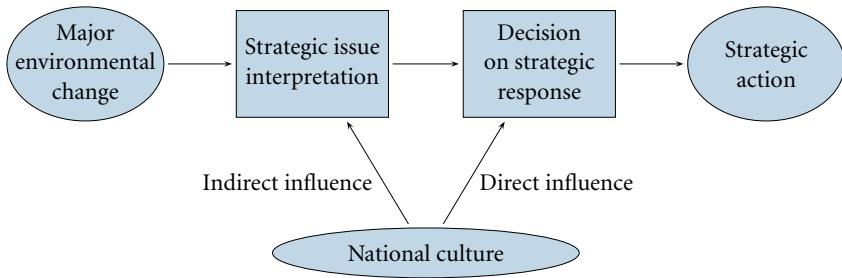 Major
environmental
change
Strategic issue
interpretation
Decision
on strategic
response
Strategic
action
Indirect influence
Direct influence
National culture